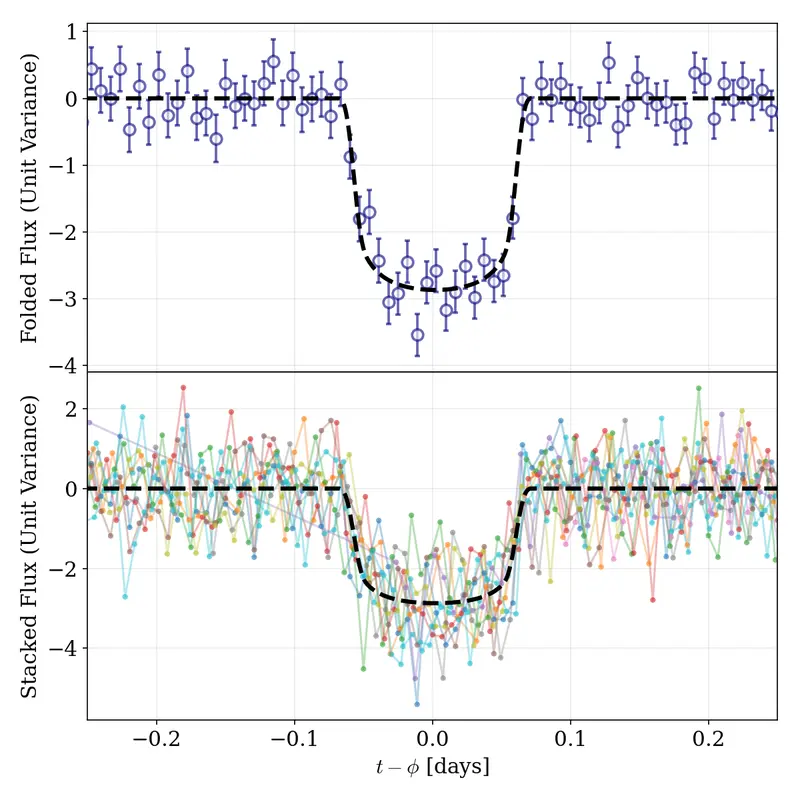 Folded Flux (Unit Variance)
1
0
−1
−2
−3
−4
Stacked Flux (Unit Variance)
2
0
−2
−4
−0.2 −0.1 0.0 0.1 0.2
t − ϕ [days]